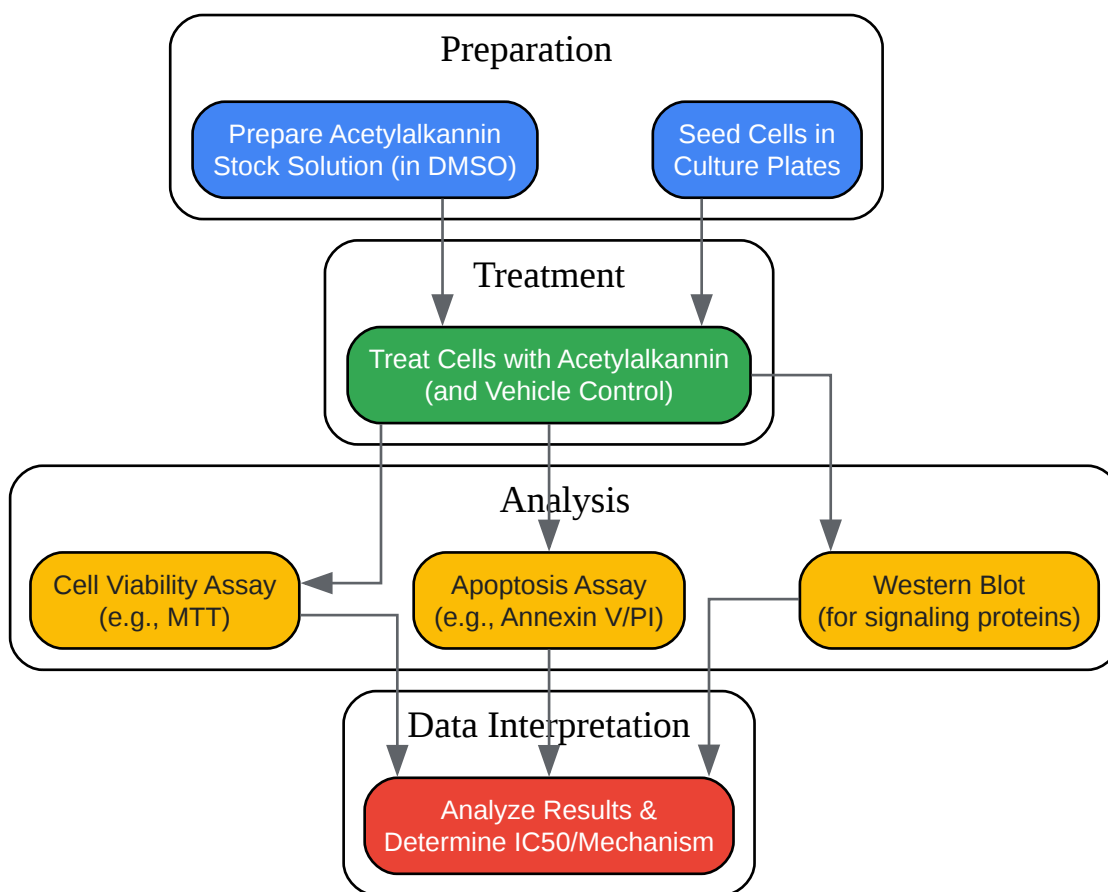 Preparation
Prepare Acetylalkannin
Stock Solution (in DMSO)
Seed Cells in
Culture Plates
Treatment
Treat Cells with Acetylalkannin
(and Vehicle Control)
Analysis
Cell Viability Assay
(e.g., MTT)
Apoptosis Assay
(e.g., Annexin V/PI)
Western Blot
(for signaling proteins)
Data Interpretation
Analyze Results &
Determine IC50/Mechanism